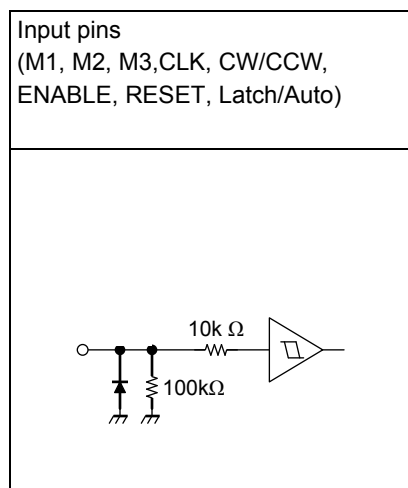 Input pins
(M1, M2, M3,CLK, CW/CCW,
ENABLE, RESET, Latch/Auto)
10k Ω
100kΩ